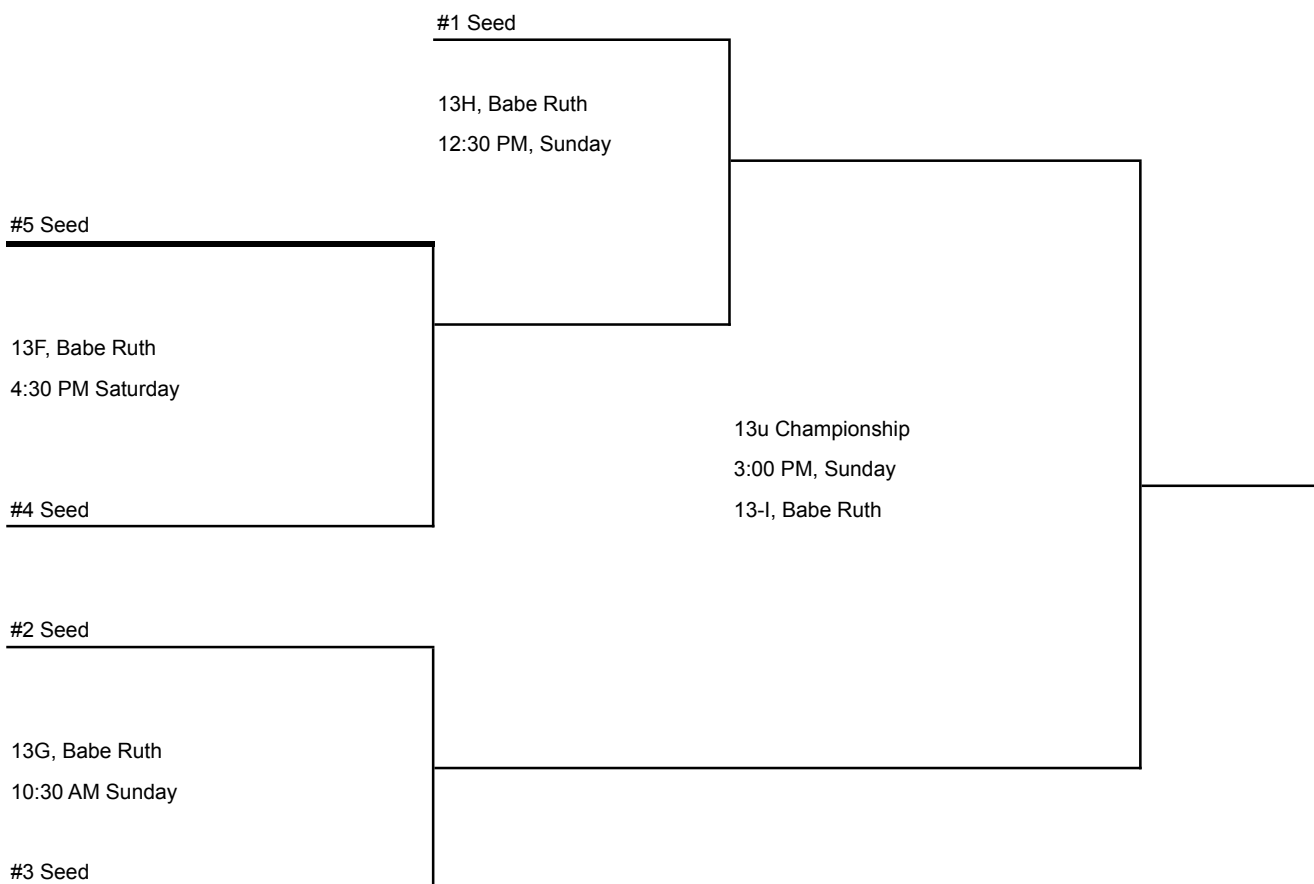 #1 Seed
13H, Babe Ruth
12:30 PM, Sunday
#5 Seed
13F, Babe Ruth
4:30 PM Saturday
#4 Seed
13u Championship
3:00 PM, Sunday
13-I, Babe Ruth
#2 Seed
13G, Babe Ruth
10:30 AM Sunday
#3 Seed